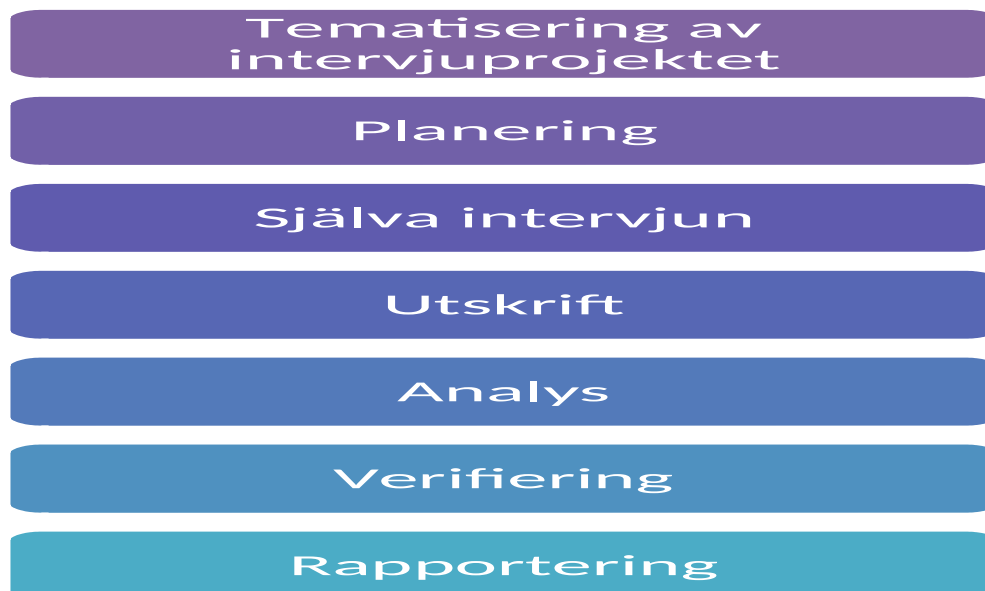 Tematisering av
intervjuprojektet
Planering
Själva intervjun
Utskrift
Analys
Verifiering
Rapportering